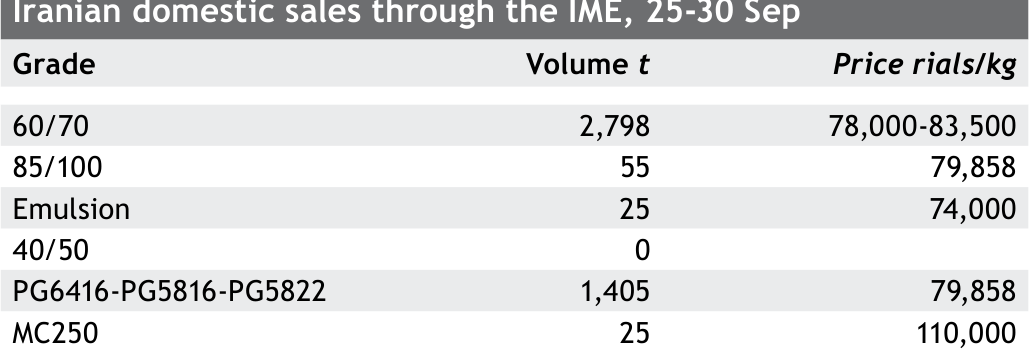 Iranian domestic sales through the IME, 25-30 Sep
Grade Volume t Price rials/kg
60/70 2,798 78,000-83,500
85/100 55 79,858
Emulsion 25 74,000
40/50 0
PG6416-PG5816-PG5822 1,405 79,858
MC250 25 110,000